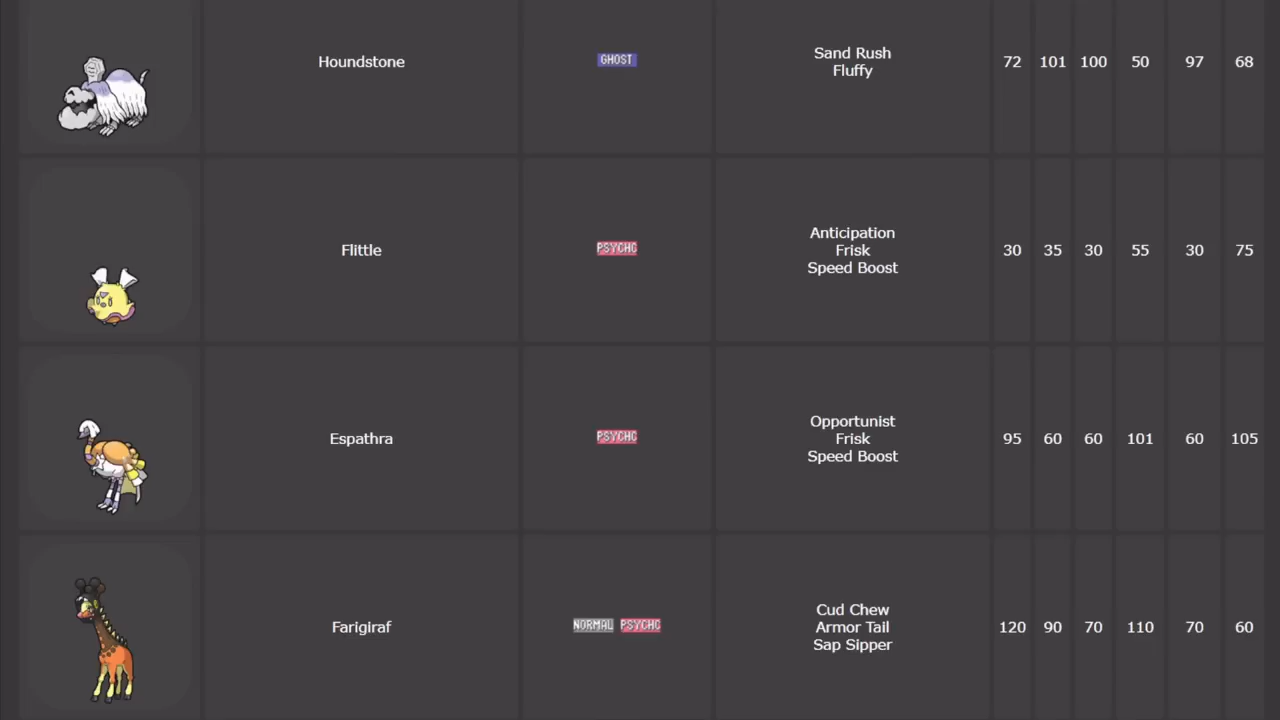 Houndstone GHOST Sand Rush 72 101 100 50 97 68
Fluffy
Flittle PSYCHC Anticipation 30 35 30 55 30 75
Frisk
Speed Boost
Espathra PSYCHC Opportunist 95 60 60 101 60 105
Frisk
Speed Boost
Farigiraf NORMAL PSYCHC Cud Chew 120 90 70 110 70 60
Armor Tail
Sap Sipper